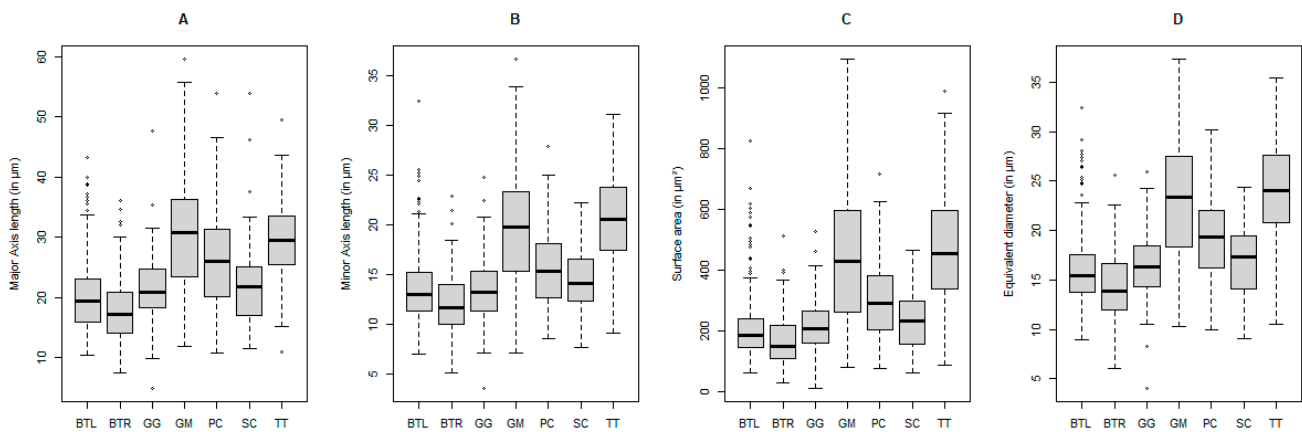 A
B
C
D
Major Axis length (in µm)
10
20
30
40
50
60
BTL BTR GG GM PC SC TT
Minor Axis length (in µm)
5
10
15
20
25
30
35
BTL BTR GG GM PC SC TT
Surface area (in µm²)
0
200
400
600
800
1000
BTL BTR GG GM PC SC TT
Equivalent diameter (in µm)
5
10
15
20
25
30
35
BTL BTR GG GM PC SC TT